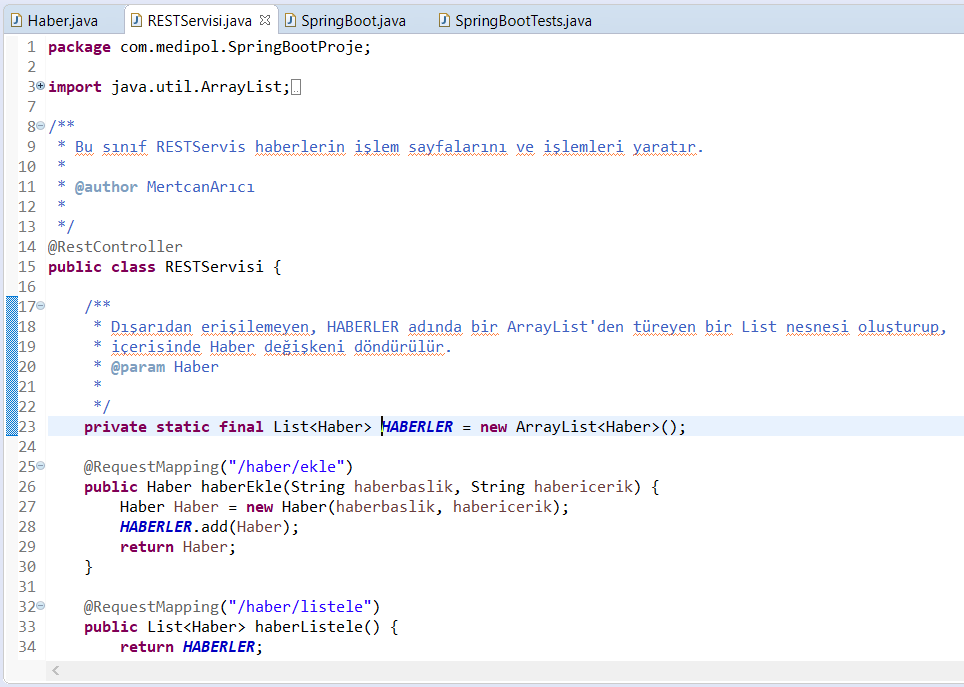 Haber.java RESTServisi.java SpringBoot.java SpringBootTests.java
1 package com.medipol.SpringBootProje;
2
3 import java.util.ArrayList;
7
8 /**
9 * Bu sınıf RESTServis haberlerin işlem sayfalarını ve işlemleri yaratır.
10 *
11 * @author MertcanArıcı
12 *
13 */
14 @RestController
15 public class RESTServisi {
16
17 /**
18 * Dışarıdan erişilemeyen, HABERLER adında bir ArrayList'den türeyen bir List nesnesi oluşturup,
19 * içerisinde Haber değişkeni döndürülür.
20 * @param Haber
21 *
22 */
23 private static final List<Haber> HABERLER = new ArrayList<Haber>();
24
25 @RequestMapping("/haber/ekle")
26 public Haber haberEkle(String haberbaslik, String habericerik) {
27 Haber Haber = new Haber(haberbaslik, habericerik);
28 HABERLER.add(Haber);
29 return Haber;
30 }
31
32 @RequestMapping("/haber/listele")
33 public List<Haber> haberListele() {
34 return HABERLER;